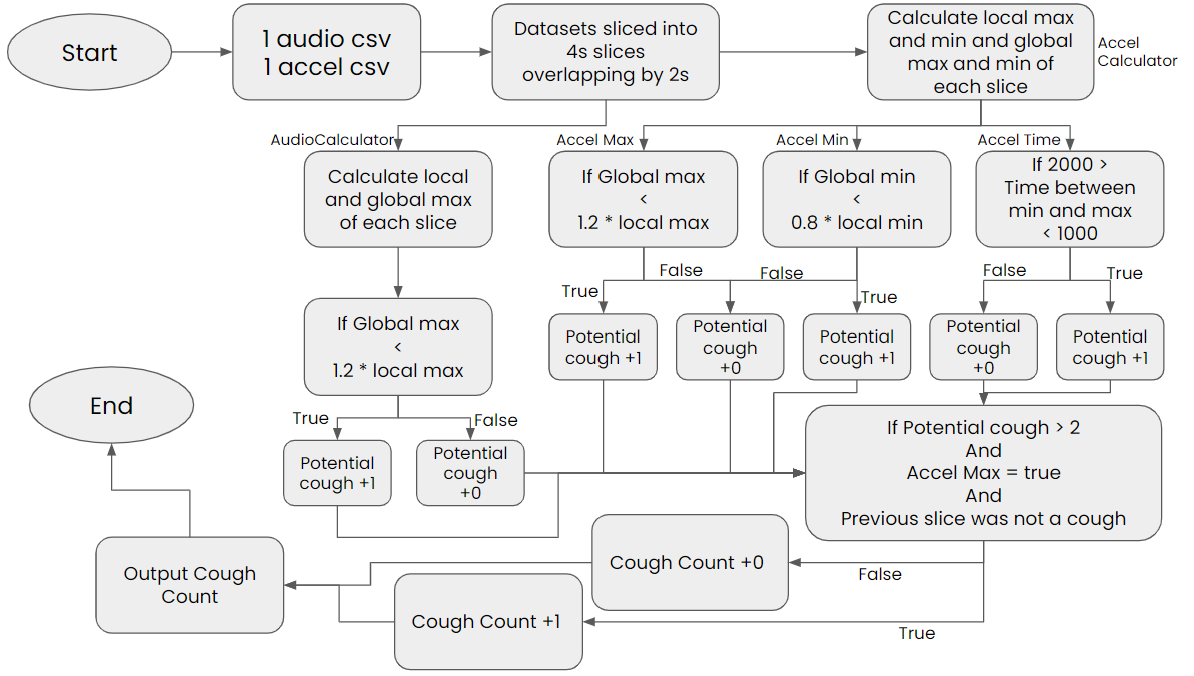 Start
1 audio csv
1 accel csv
Datasets sliced into
4s slices
overlapping by 2s
Calculate local max
and min and global
max and min of
each slice
Accel
Calculator
AudioCalculator
Accel Max
Accel Min
Accel Time
Calculate local
and global max
of each slice
If Global max
<
1.2 * local max
If Global min
<
0.8 * local min
If 2000 >
Time between
min and max
< 1000
False
False
False
True
True
True
If Global max
<
1.2 * local max
Potential
cough +1
Potential
cough
+0
Potential
cough +1
Potential
cough
+0
Potential
cough +1
End
True
False
Potential
cough +1
Potential
cough
+0
If Potential cough > 2
And
Accel Max = true
And
Previous slice was not a cough
Output Cough
Count
Cough Count +0
False
Cough Count +1
True